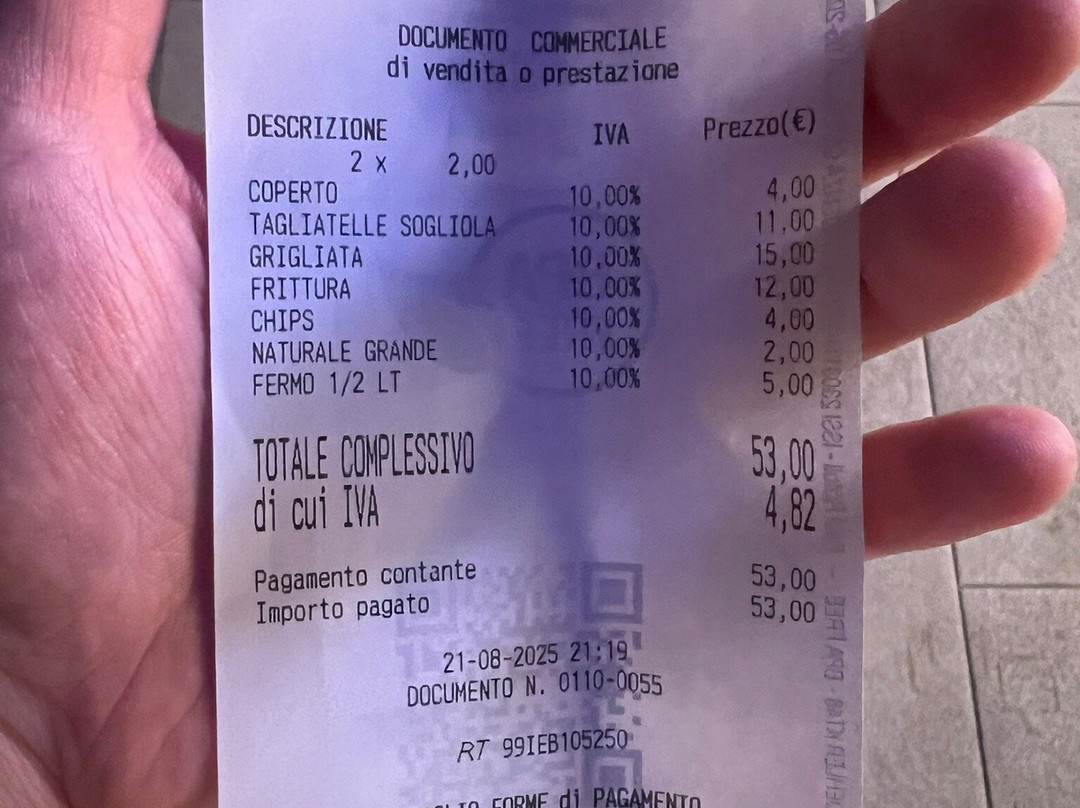 DOCUMENTO COMMERCIALE
di vendita o prestazione
DESCRIZIONE IVA Prezzo(€)
2 x 2,00
COPERTO 10,00% 4,00
TAGLIATELLE SOGLIOLA 10,00% 11,00
GRIGLIATA 10,00% 15,00
FRITTURA 10,00% 12,00
CHIPS 10,00% 4,00
NATURALE GRANDE 10,00% 2,00
FERMO 1/2 LT 10,00% 5,00
TOTALE COMPLESSIVO 53,00
di cui IVA 4,82
Pagamento contante 53,00
Importo pagato 53,00
21-08-2025 21:19
DOCUMENTO N. 0110-0055
RT 99IEB105250
FORME di PAGAMENTO